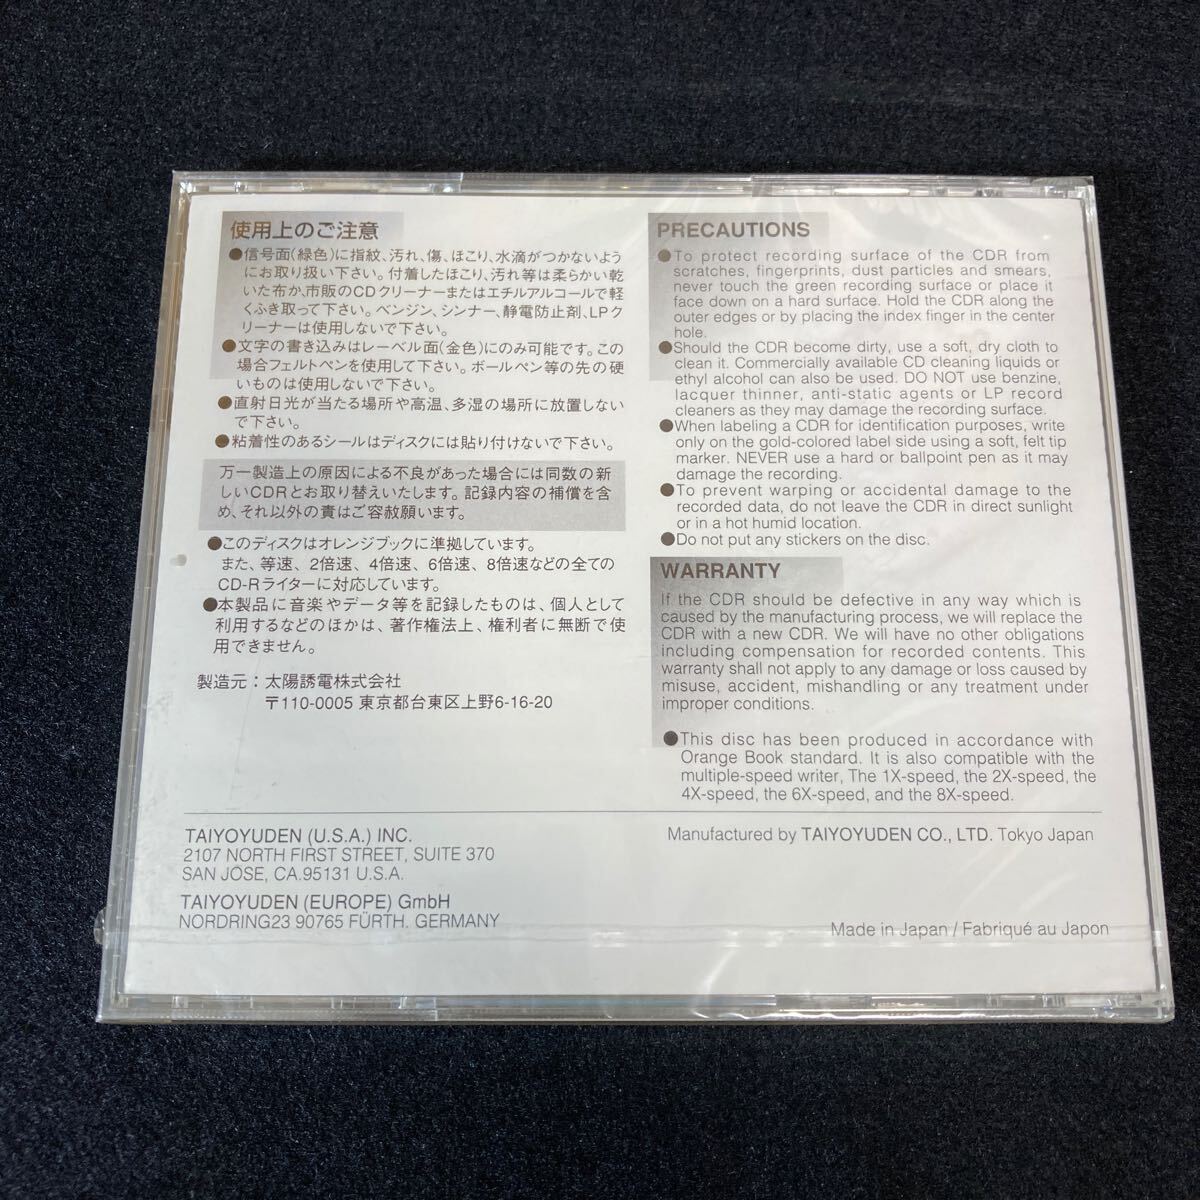 使用上のご注意
●信号面(緑色)に指紋、汚れ、傷、ほこり、水滴がつかないよう
にお取り扱い下さい。付着したほこり、汚れ等は柔らかい乾
いた布か、市販のCDクリーナーまたはエチルアルコールで軽
くふき取って下さい。ベンジン、シンナー、静電防止剤、LPク
リーナーは使用しないで下さい。
●文字の書き込みはレーベル面(金色)にのみ可能です。この
場合フェルトペンを使用して下さい。ボールペン等の先の硬
いものは使用しないで下さい。
●直射日光が当たる場所や高温、多湿の場所に放置しない
で下さい。
●粘着性のあるシールはディスクには貼り付けないで下さい。
万一製造上の原因による不良があった場合には同数の新
しいCDRとお取り替えいたします。記録内容の補償を含
め、それ以外の責はご容赦願います。
●このディスクはオレンジブックに準拠しています。
また、等速、2倍速、4倍速、6倍速、8倍速などの全ての
CD-Rライターに対応しています。
●本製品に音楽やデータ等を記録したものは、個人として
利用するなどのほかは、著作権法上、権利者に無断で使
用できません。
製造元:太陽誘電株式会社
〒110-0005 東京都台東区上野6-16-20
PRECAUTIONS
●To protect recording surface of the CDR from
scratches, fingerprints, dust particles and smears,
never touch the green recording surface or place it
face down on a hard surface. Hold the CDR along the
outer edges or by placing the index finger in the center
hole.
●Should the CDR become dirty, use a soft, dry cloth to
clean it. Commercially available CD cleaning liquids or
ethyl alcohol can also be used. DO NOT use benzine,
lacquer thinner, anti-static agents or LP record
cleaners as they may damage the recording surface.
●When labeling a CDR for identification purposes, write
only on the gold-colored label side using a soft, felt tip
marker. NEVER use a hard or ballpoint pen as it may
damage the recording.
●To prevent warping or accidental damage to the
recorded data, do not leave the CDR in direct sunlight
or in a hot humid location.
●Do not put any stickers on the disc.
WARRANTY
If the CDR should be defective in any way which is
caused by the manufacturing process, we will replace the
CDR with a new CDR. We will have no other obligations
including compensation for recorded contents. This
warranty shall not apply to any damage or loss caused by
misuse, accident, mishandling or any treatment under
improper conditions.
●This disc has been produced in accordance with
Orange Book standard. It is also compatible with the
multiple-speed writer, The 1X-speed, the 2X-speed, the
4X-speed, the 6X-speed, and the 8X-speed.
TAIYOYUDEN (U.S.A.) INC.
2107 NORTH FIRST STREET, SUITE 370
SAN JOSE, CA.95131 U.S.A.
TAIYOYUDEN (EUROPE) GmbH
NORDRING23 90765 FÜRTH. GERMANY
Manufactured by TAIYOYUDEN CO., LTD. Tokyo Japan
Made in Japan / Fabriqué au Japon